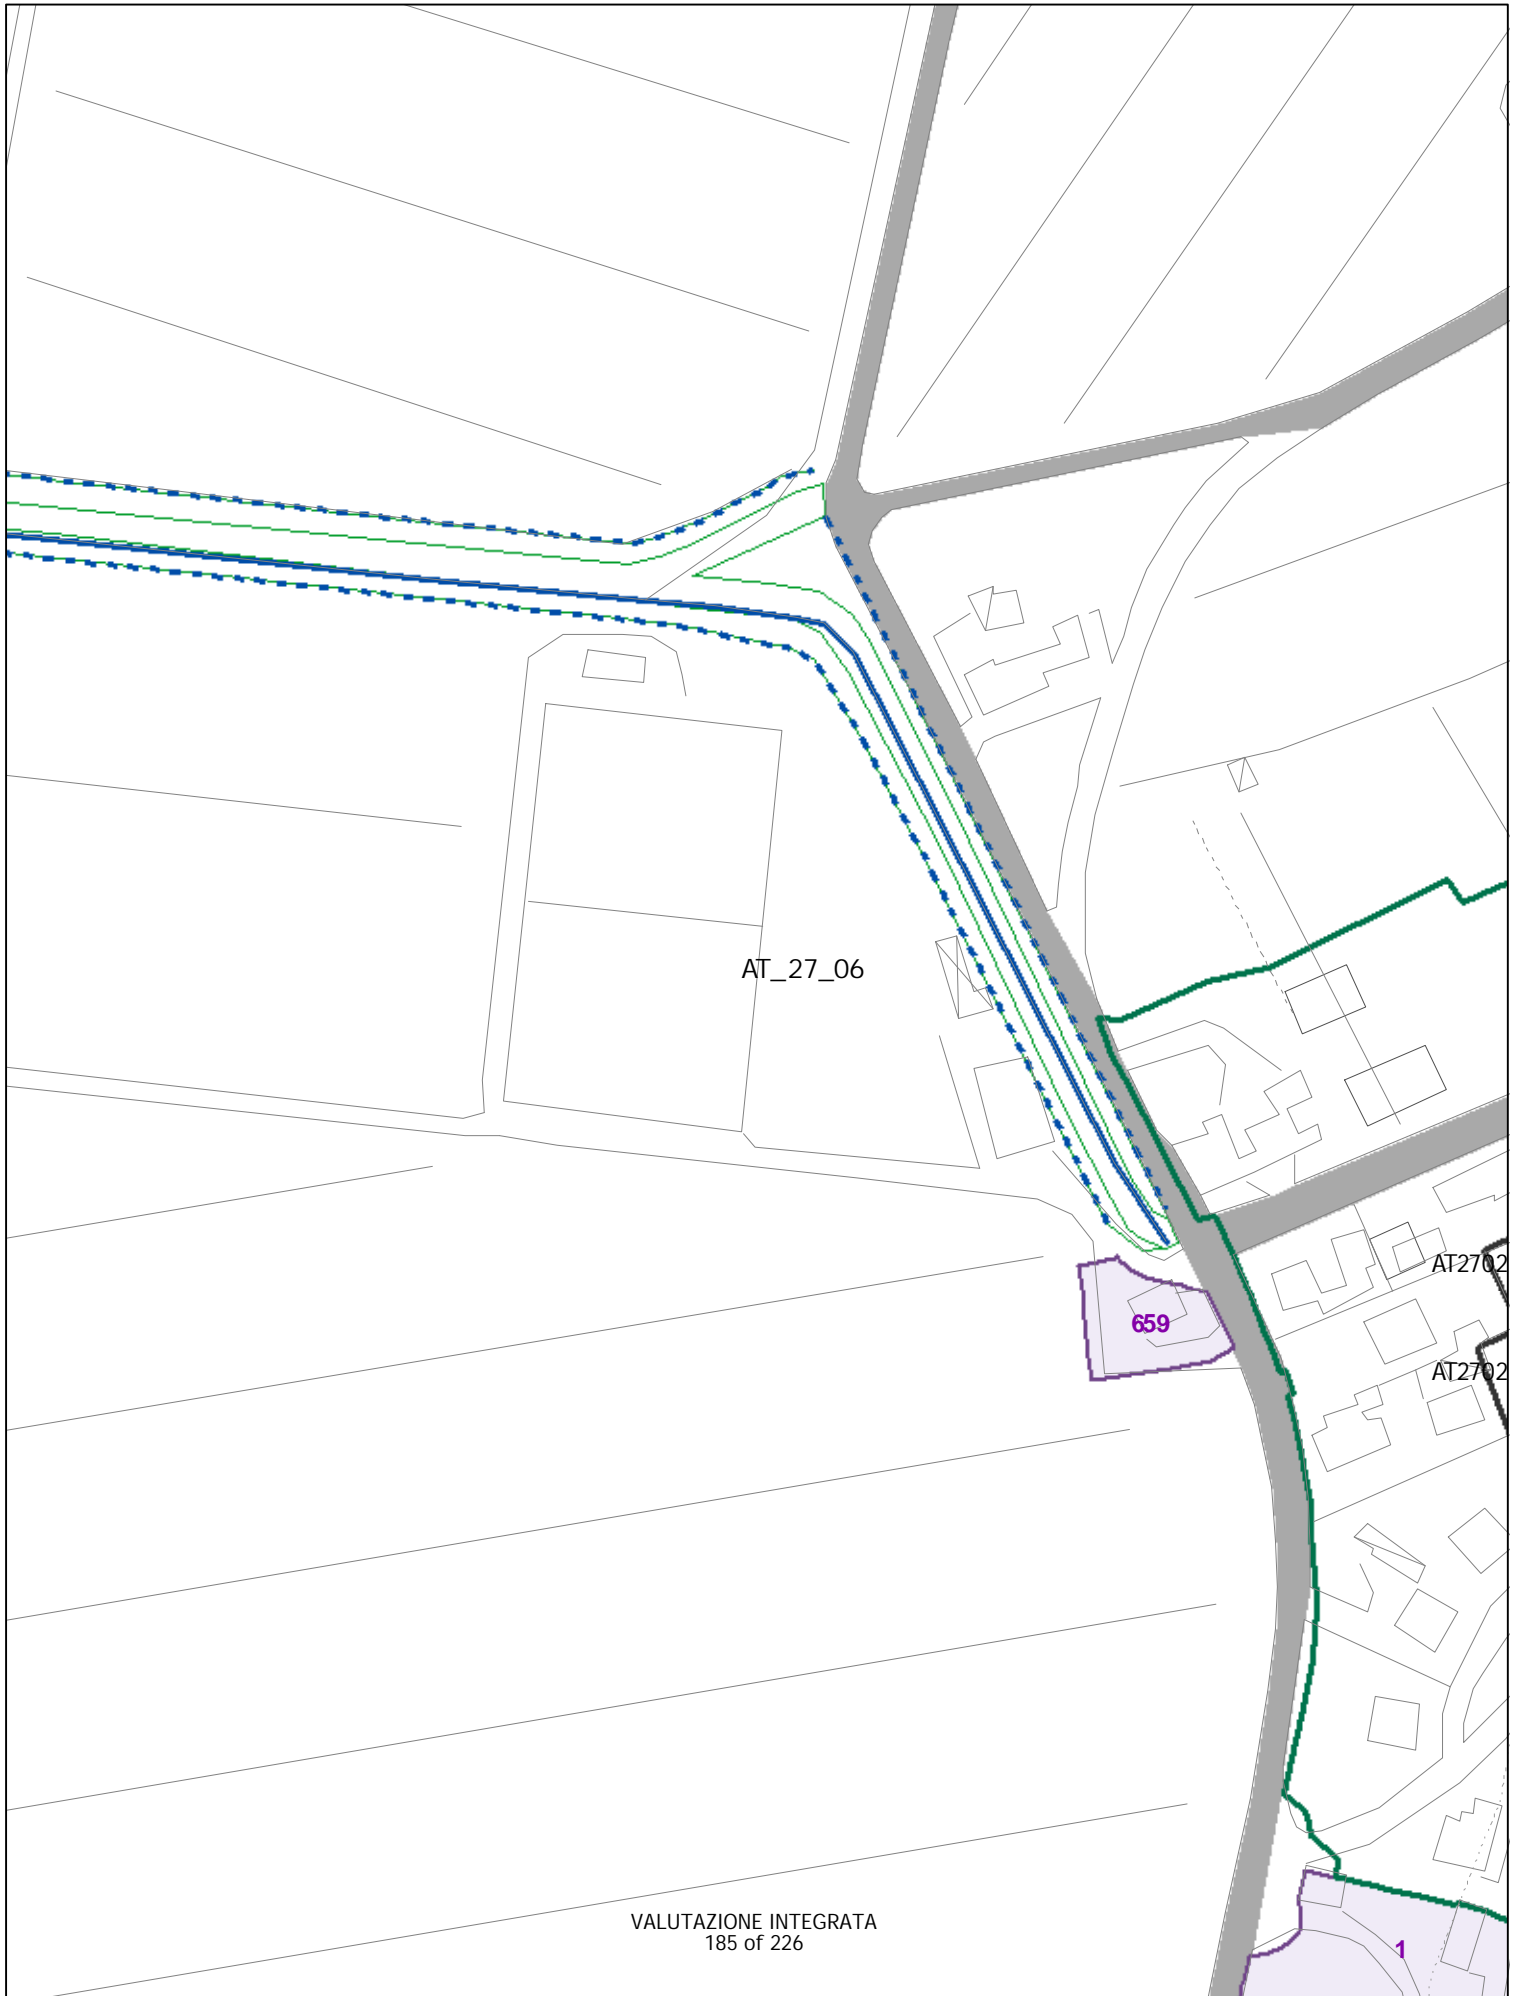 AT_27_06
AT2702
659
AT2702
VALUTAZIONE INTEGRATA
185 of 226
1